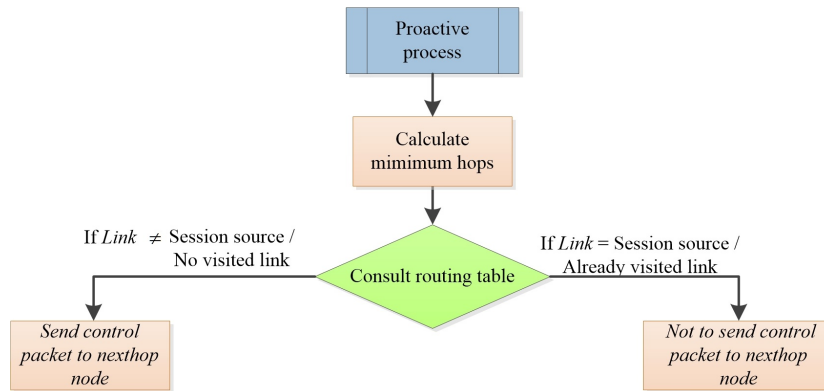 Proactive
process
Calculate
mimimum hops
If Link ≠ Session source /
No visited link
If Link = Session source /
Already visited link
Consult routing table
Send control
packet to nexthop
node
Not to send control
packet to nexthop
node